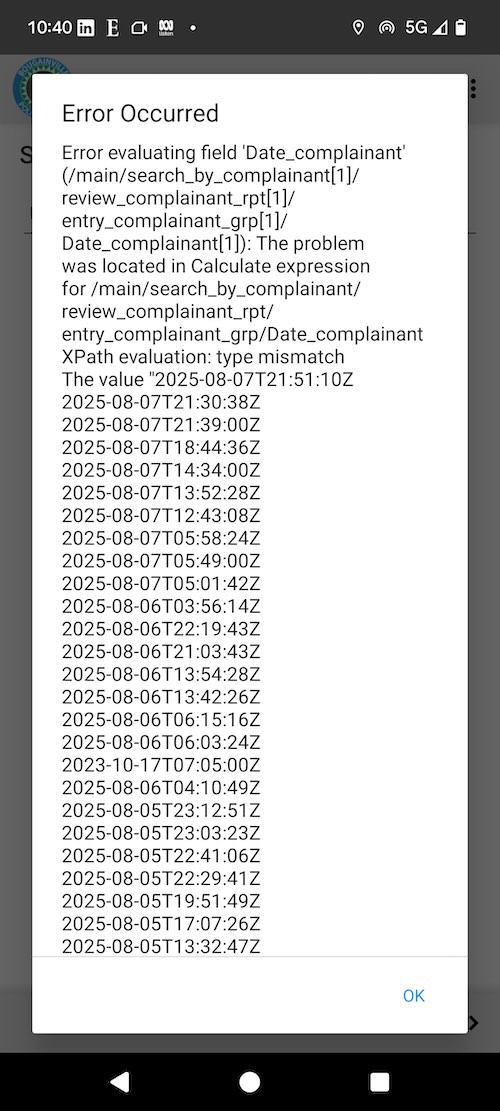 10:40
5G
Error Occurred
Error evaluating field 'Date_complainant'
(/main/search_by_complainant[1]/
review_complainant_rpt[1]/
entry_complainant_grp[1]/
Date_complainant[1]): The problem
was located in Calculate expression
for /main/search_by_complainant/
review_complainant_rpt/
entry_complainant_grp/Date_complainant
XPath evaluation: type mismatch
The value "2025-08-07T21:51:10Z
2025-08-07T21:30:38Z
2025-08-07T21:39:00Z
2025-08-07T18:44:36Z
2025-08-07T14:34:00Z
2025-08-07T13:52:28Z
2025-08-07T12:43:08Z
2025-08-07T05:58:24Z
2025-08-07T05:49:00Z
2025-08-07T05:01:42Z
2025-08-06T03:56:14Z
2025-08-06T22:19:43Z
2025-08-06T21:03:43Z
2025-08-06T13:54:28Z
2025-08-06T13:42:26Z
2025-08-06T06:15:16Z
2025-08-06T06:03:24Z
2023-10-17T07:05:00Z
2025-08-06T04:10:49Z
2025-08-05T23:12:51Z
2025-08-05T23:03:23Z
2025-08-05T22:41:06Z
2025-08-05T22:29:41Z
2025-08-05T19:51:49Z
2025-08-05T17:07:26Z
2025-08-05T13:32:47Z
OK